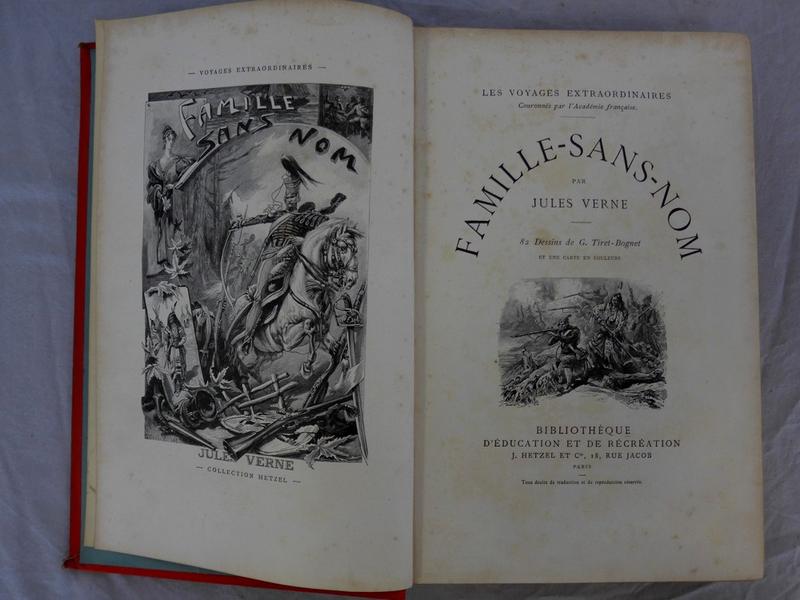 — VOYAGES EXTRAORDINAIRES —
FAMILLE
SANS
NOM
JULES VERNE
— COLLECTION HETZEL —
LES VOYAGES EXTRAORDINAIRES
Couronnés par l'Académie française.
FAMILLE-SANS-NOM
PAR
JULES VERNE
82 Dessins de G. Tiret-Bognet
ET UNE CARTE EN COULEURS
BIBLIOTHÈQUE
D'ÉDUCATION ET DE RÉCRÉATION
J. HETZEL ET Cie, 18, RUE JACOB
PARIS
Tous droits de traduction et de reproduction réservés.